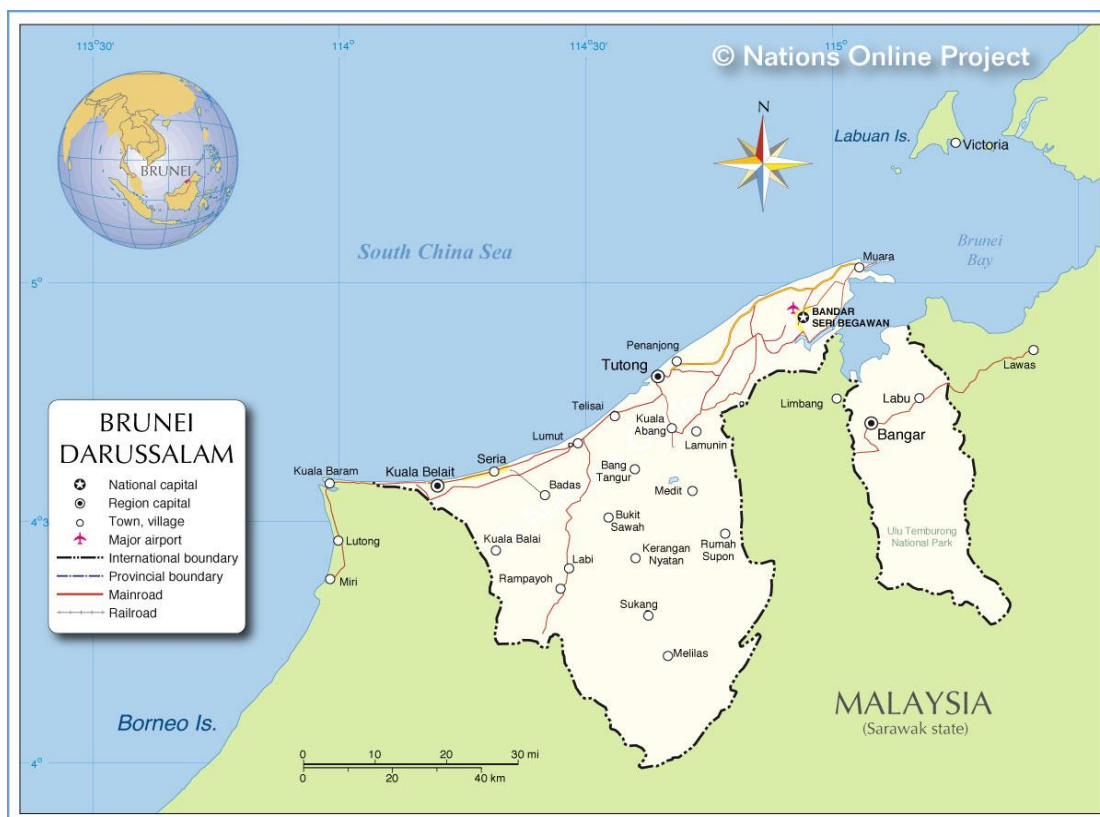 113°30'
114°
114°30'
115°
© Nations Online Project
N
Labuan Is.
Victoria
BRUNEI
South China Sea
Brunei
Bay
Muara
5°
BANDAR
SERI BEGAWAN
Penanjong
Tutong
Lawas
Telisai
Limbang
Labu
Kuala
Abang
Lamunin
Bangar
Lumut
Seria
Kuala Belait
Kuala Baram
Bang
Tangur
Badas
Medit
4°30'
Bukit
Sawah
Ulu Temburong
National Park
Lutong
Kuala Balai
Kerangan
Nyatan
Rumah
Supon
Labi
Miri
Rampayoh
Sukang
Melilas
BRUNEI
DARUSSALAM
National capital
Region capital
Town, village
Major airport
International boundary
Provincial boundary
Mainroad
Railroad
MALAYSIA
(Sarawak state)
Borneo Is.
0 10 20 30 mi
0 20 40 km
4°